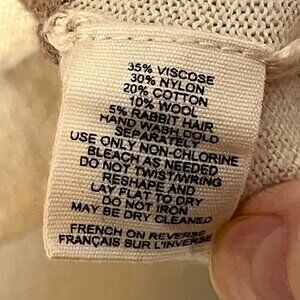 35% VISCOSE
30% NYLON
20% COTTON
10% WOOL
5% RABBIT HAIR
HAND WASH COLD
SEPARATELY
USE ONLY NON-CHLORINE
BLEACH AS NEEDED
DO NOT TWIST/WRING
RESHAPE AND
LAY FLAT TO DRY
DO NOT IRON
MAY BE DRY CLEANED
FRENCH ON REVERSE
FRANÇAIS SUR L'INVERSE